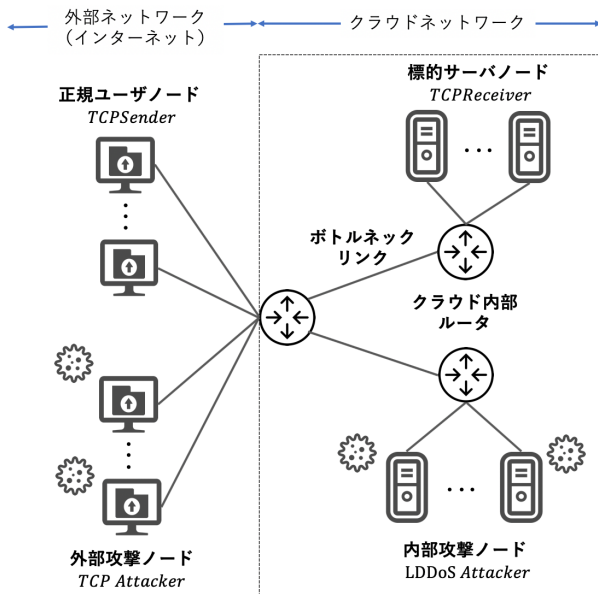 外部ネットワーク
（インターネット）
クラウドネットワーク
正規ユーザノード
TCPSender
標的サーバノード
TCPReceiver
ボトルネック
リンク
クラウド内部
ルータ
外部攻撃ノード
TCP Attacker
内部攻撃ノード
LDDoS Attacker